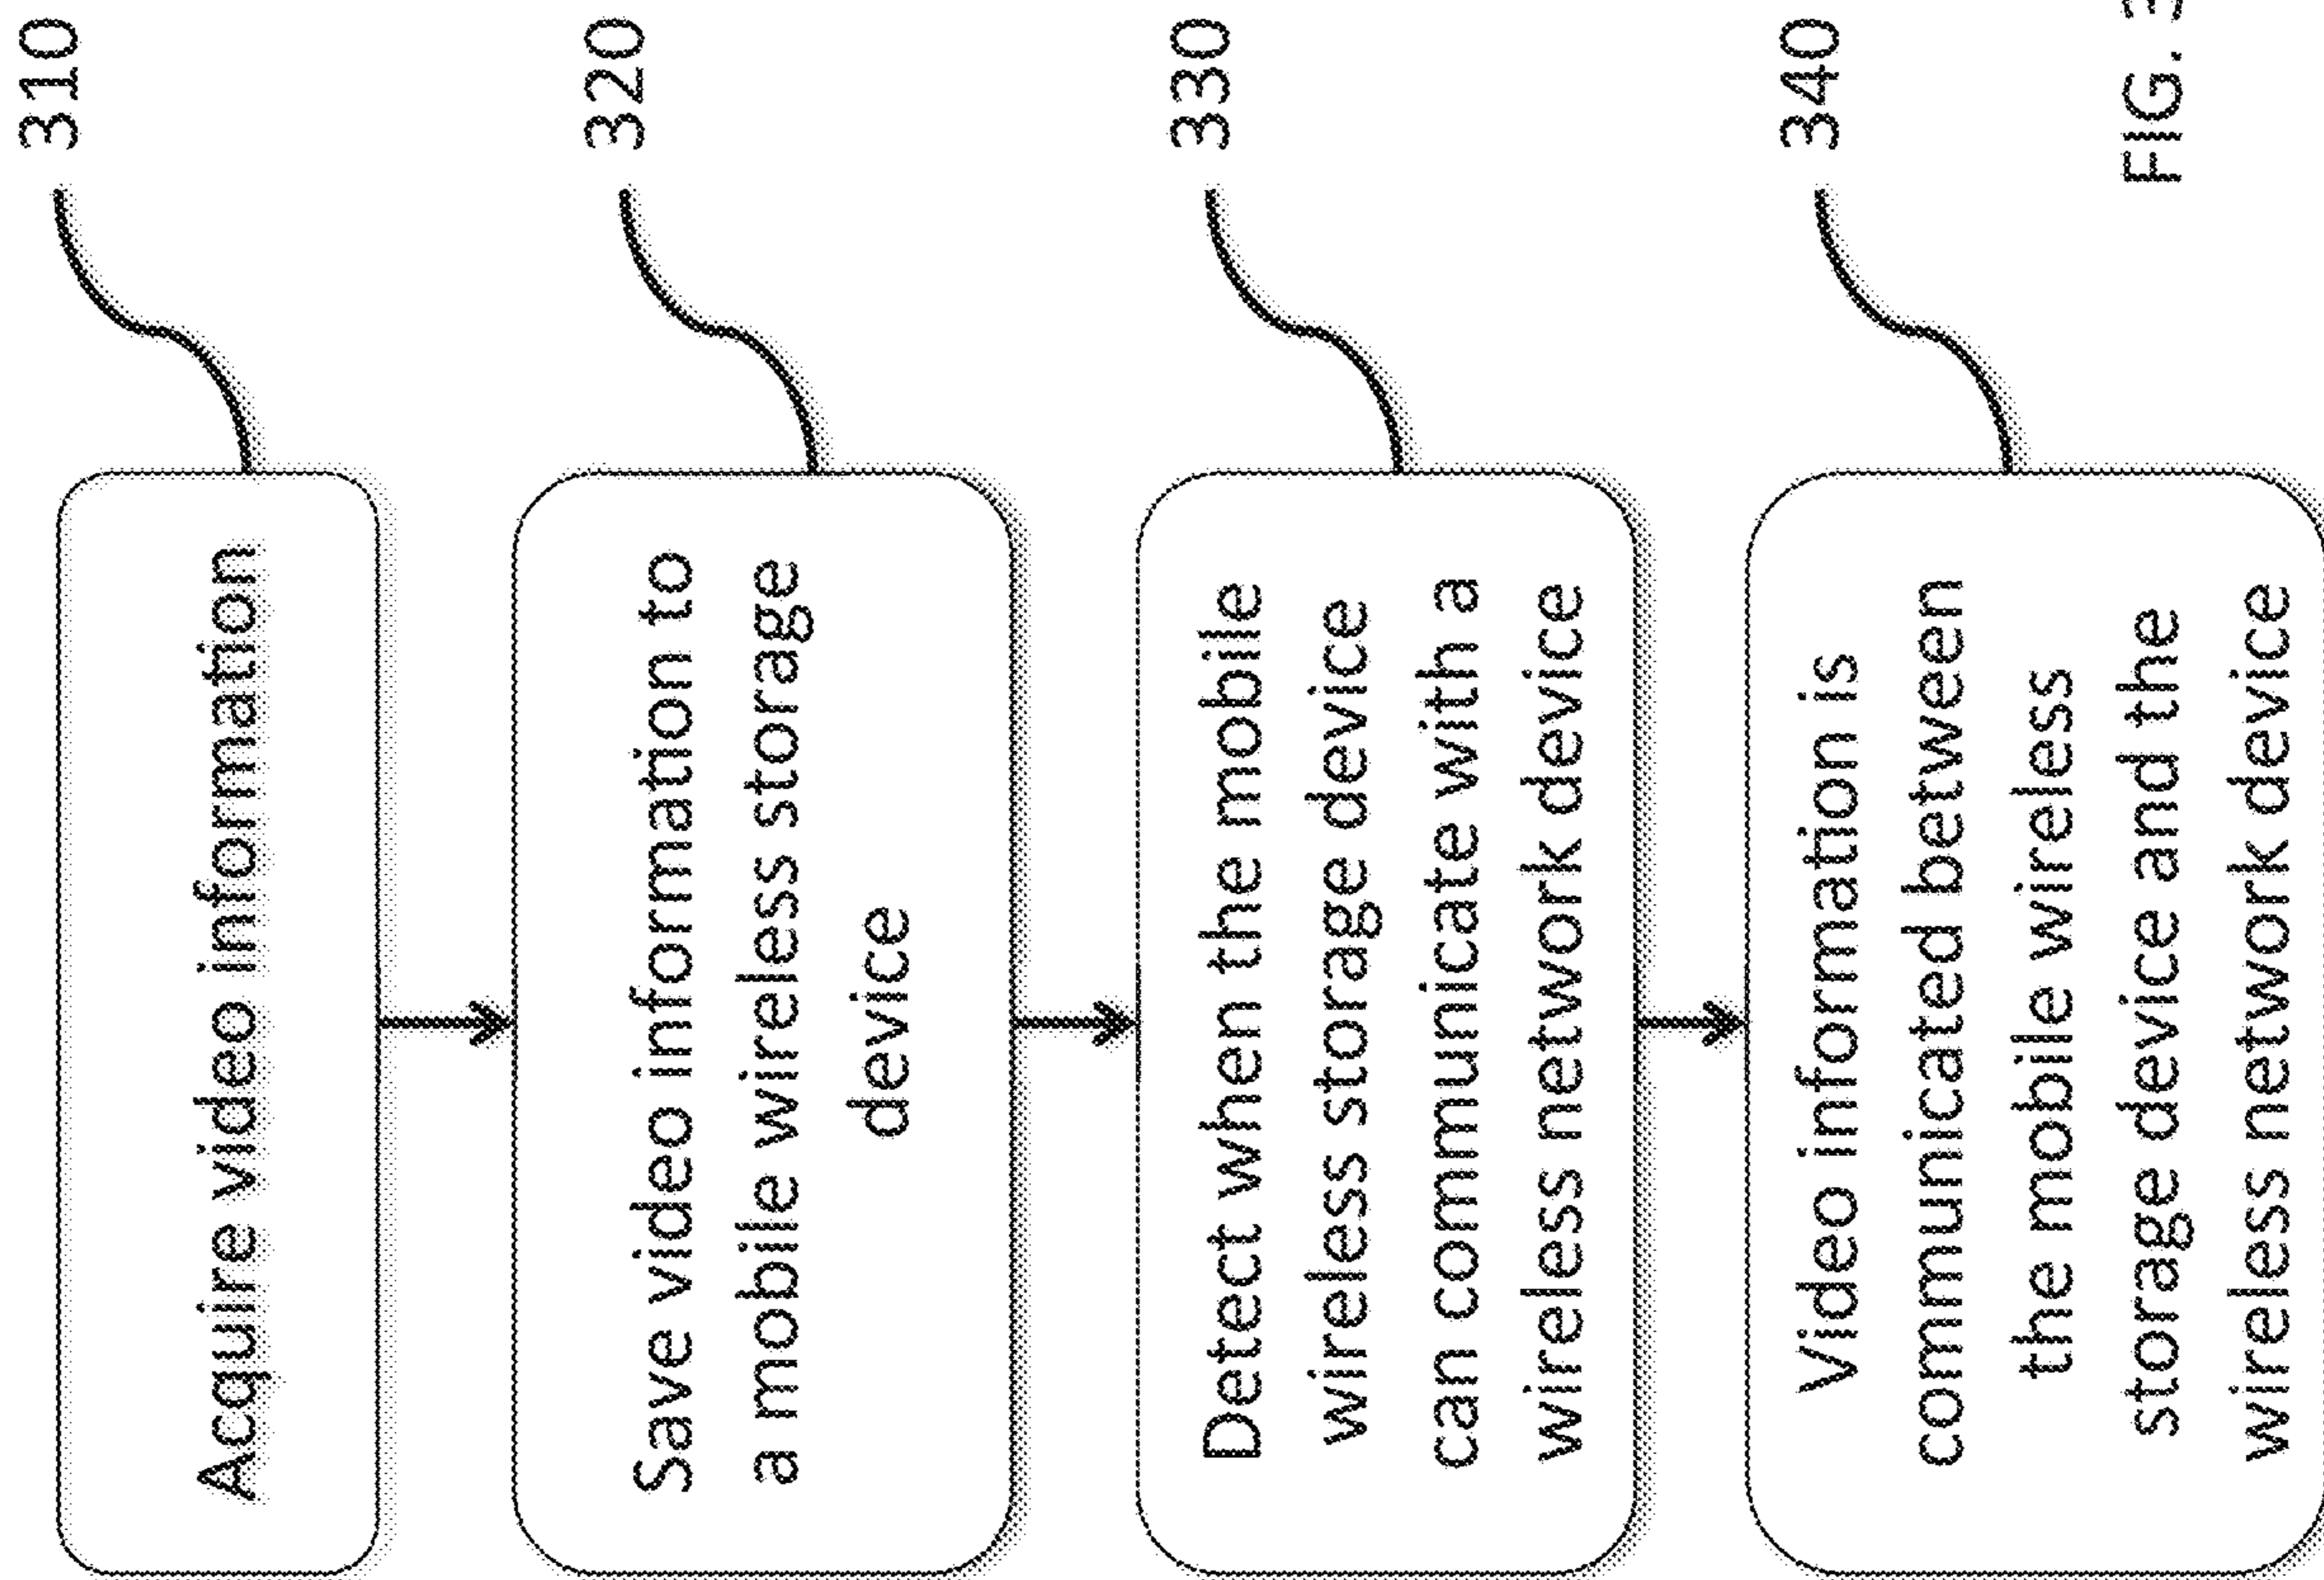 Acquire video information
310
Save video information to
a mobile wireless storage
device
320
Detect when the mobile
wireless storage device
can communicate with a
wireless network device
330
Video information is
communicated between
the mobile wireless
storage device and the
wireless network device
340
FIG. 3